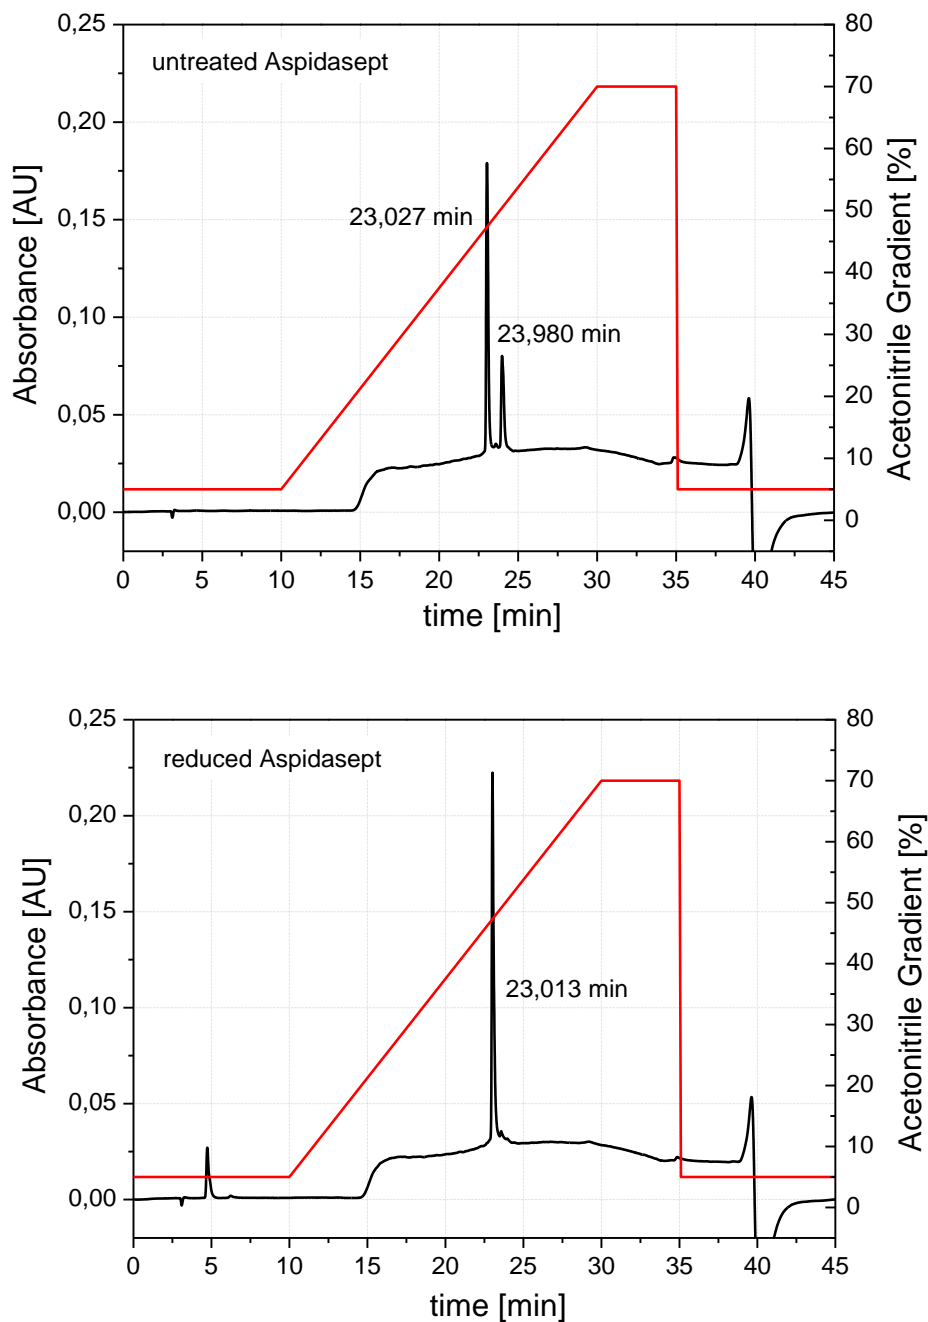 untreated Aspidasept
23,027 min
23,980 min
0,25
0,20
0,15
0,10
0,05
0,00
Absorbance [AU]
80
70
60
50
40
30
20
10
0
Acetonitrile Gradient [%]
0 5 10 15 20 25 30 35 40 45
time [min]
reduced Aspidasept
23,013 min
0,25
0,20
0,15
0,10
0,05
0,00
Absorbance [AU]
80
70
60
50
40
30
20
10
0
Acetonitrile Gradient [%]
0 5 10 15 20 25 30 35 40 45
time [min]